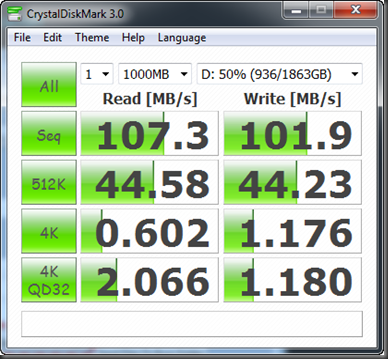 CrystalDiskMark 3.0
File Edit Theme Help Language
All 1 1000MB D: 50% (936/1863GB)
Read [MB/s] Write [MB/s]
Seq 107.3 101.9
512K 44.58 44.23
4K 0.602 1.176
4K QD32 2.066 1.180